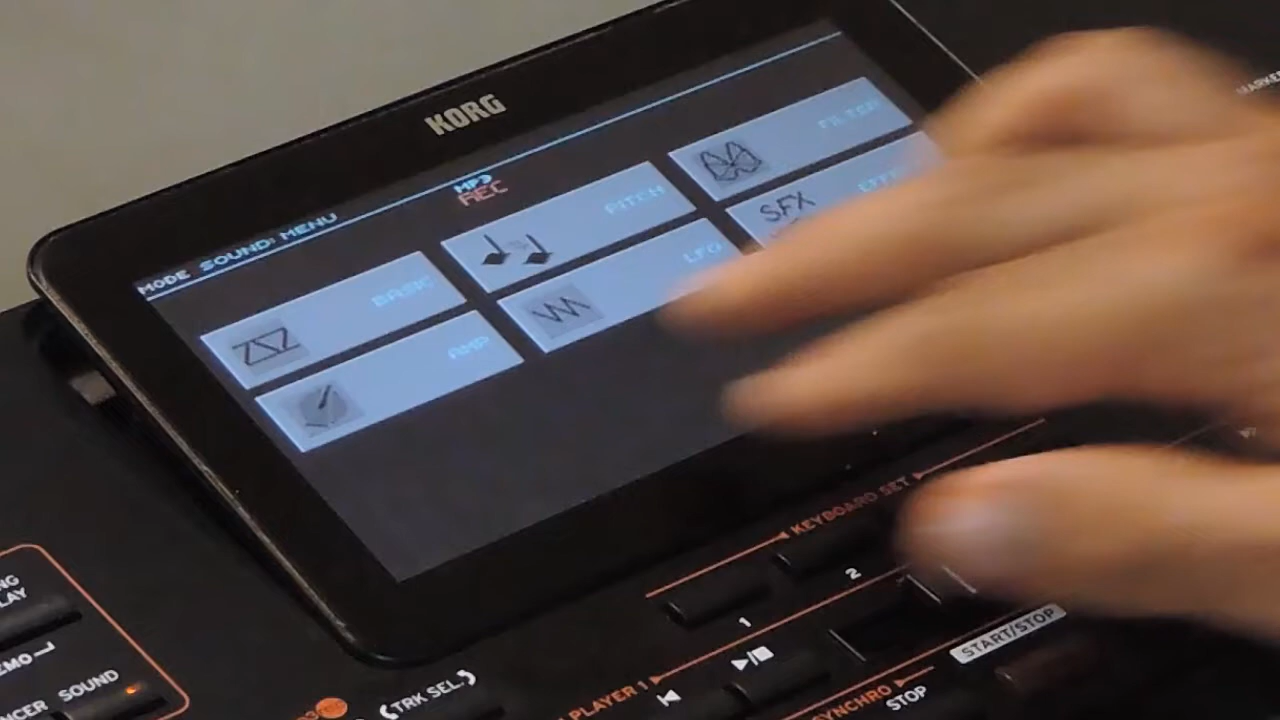 KORG
MODE SOUND: MENU
MP3
REC
BASIC
PITCH
FILTER
AMP
LFO
SFX
KEYBOARD SET
1
2
START/STOP
PLAYER 1
SYNCHRO
STOP
TRK SEL.
SOUND